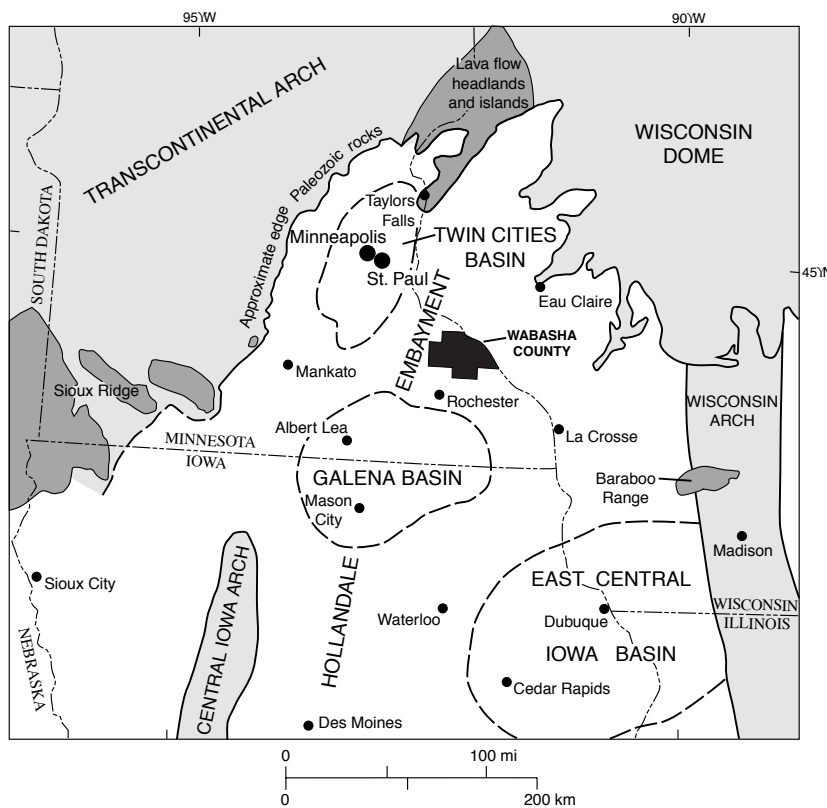 95°W
90°W
TRANSCONTINENTAL ARCH
Lava flow
headlands
and islands
WISCONSIN
DOME
Approximate edge Paleozoic rocks
Taylors
Falls
SOUTH DAKOTA
Minneapolis
St. Paul
TWIN CITIES
BASIN
45°N
Eau Claire
EMBAYMENT
WABASHA
COUNTY
Mankato
Sioux Ridge
Rochester
WISCONSIN
ARCH
Albert Lea
La Crosse
MINNESOTA
IOWA
GALENA BASIN
Baraboo
Range
Mason
City
Madison
Sioux City
CENTRAL IOWA ARCH
HOLLANDALE
EAST CENTRAL
WISCONSIN
ILLINOIS
Waterloo
Dubuque
NEBRASKA
IOWA BASIN
Cedar Rapids
Des Moines
0
100 mi
0
200 km